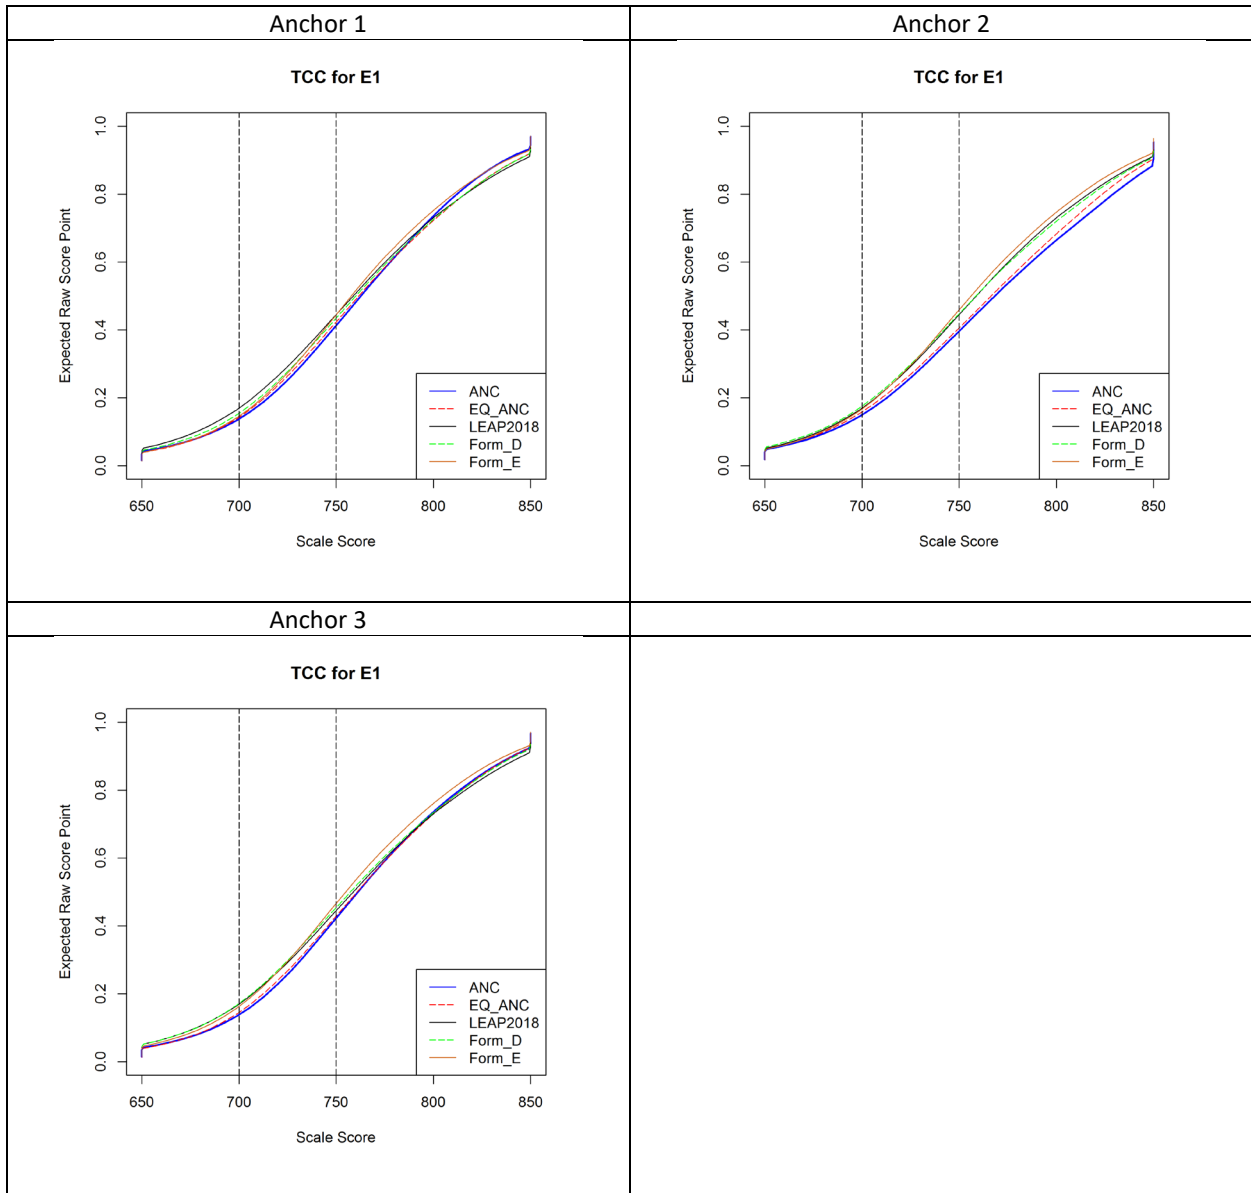 Anchor 1
TCC for E1
Expected Raw Score Point
1.0
0.8
0.6
0.4
0.2
0.0
ANC
EQ_ANC
LEAP2018
Form_D
Form_E
650 700 750 800 850
Scale Score
Anchor 2
TCC for E1
Expected Raw Score Point
1.0
0.8
0.6
0.4
0.2
0.0
ANC
EQ_ANC
LEAP2018
Form_D
Form_E
650 700 750 800 850
Scale Score
Anchor 3
TCC for E1
Expected Raw Score Point
1.0
0.8
0.6
0.4
0.2
0.0
ANC
EQ_ANC
LEAP2018
Form_D
Form_E
650 700 750 800 850
Scale Score